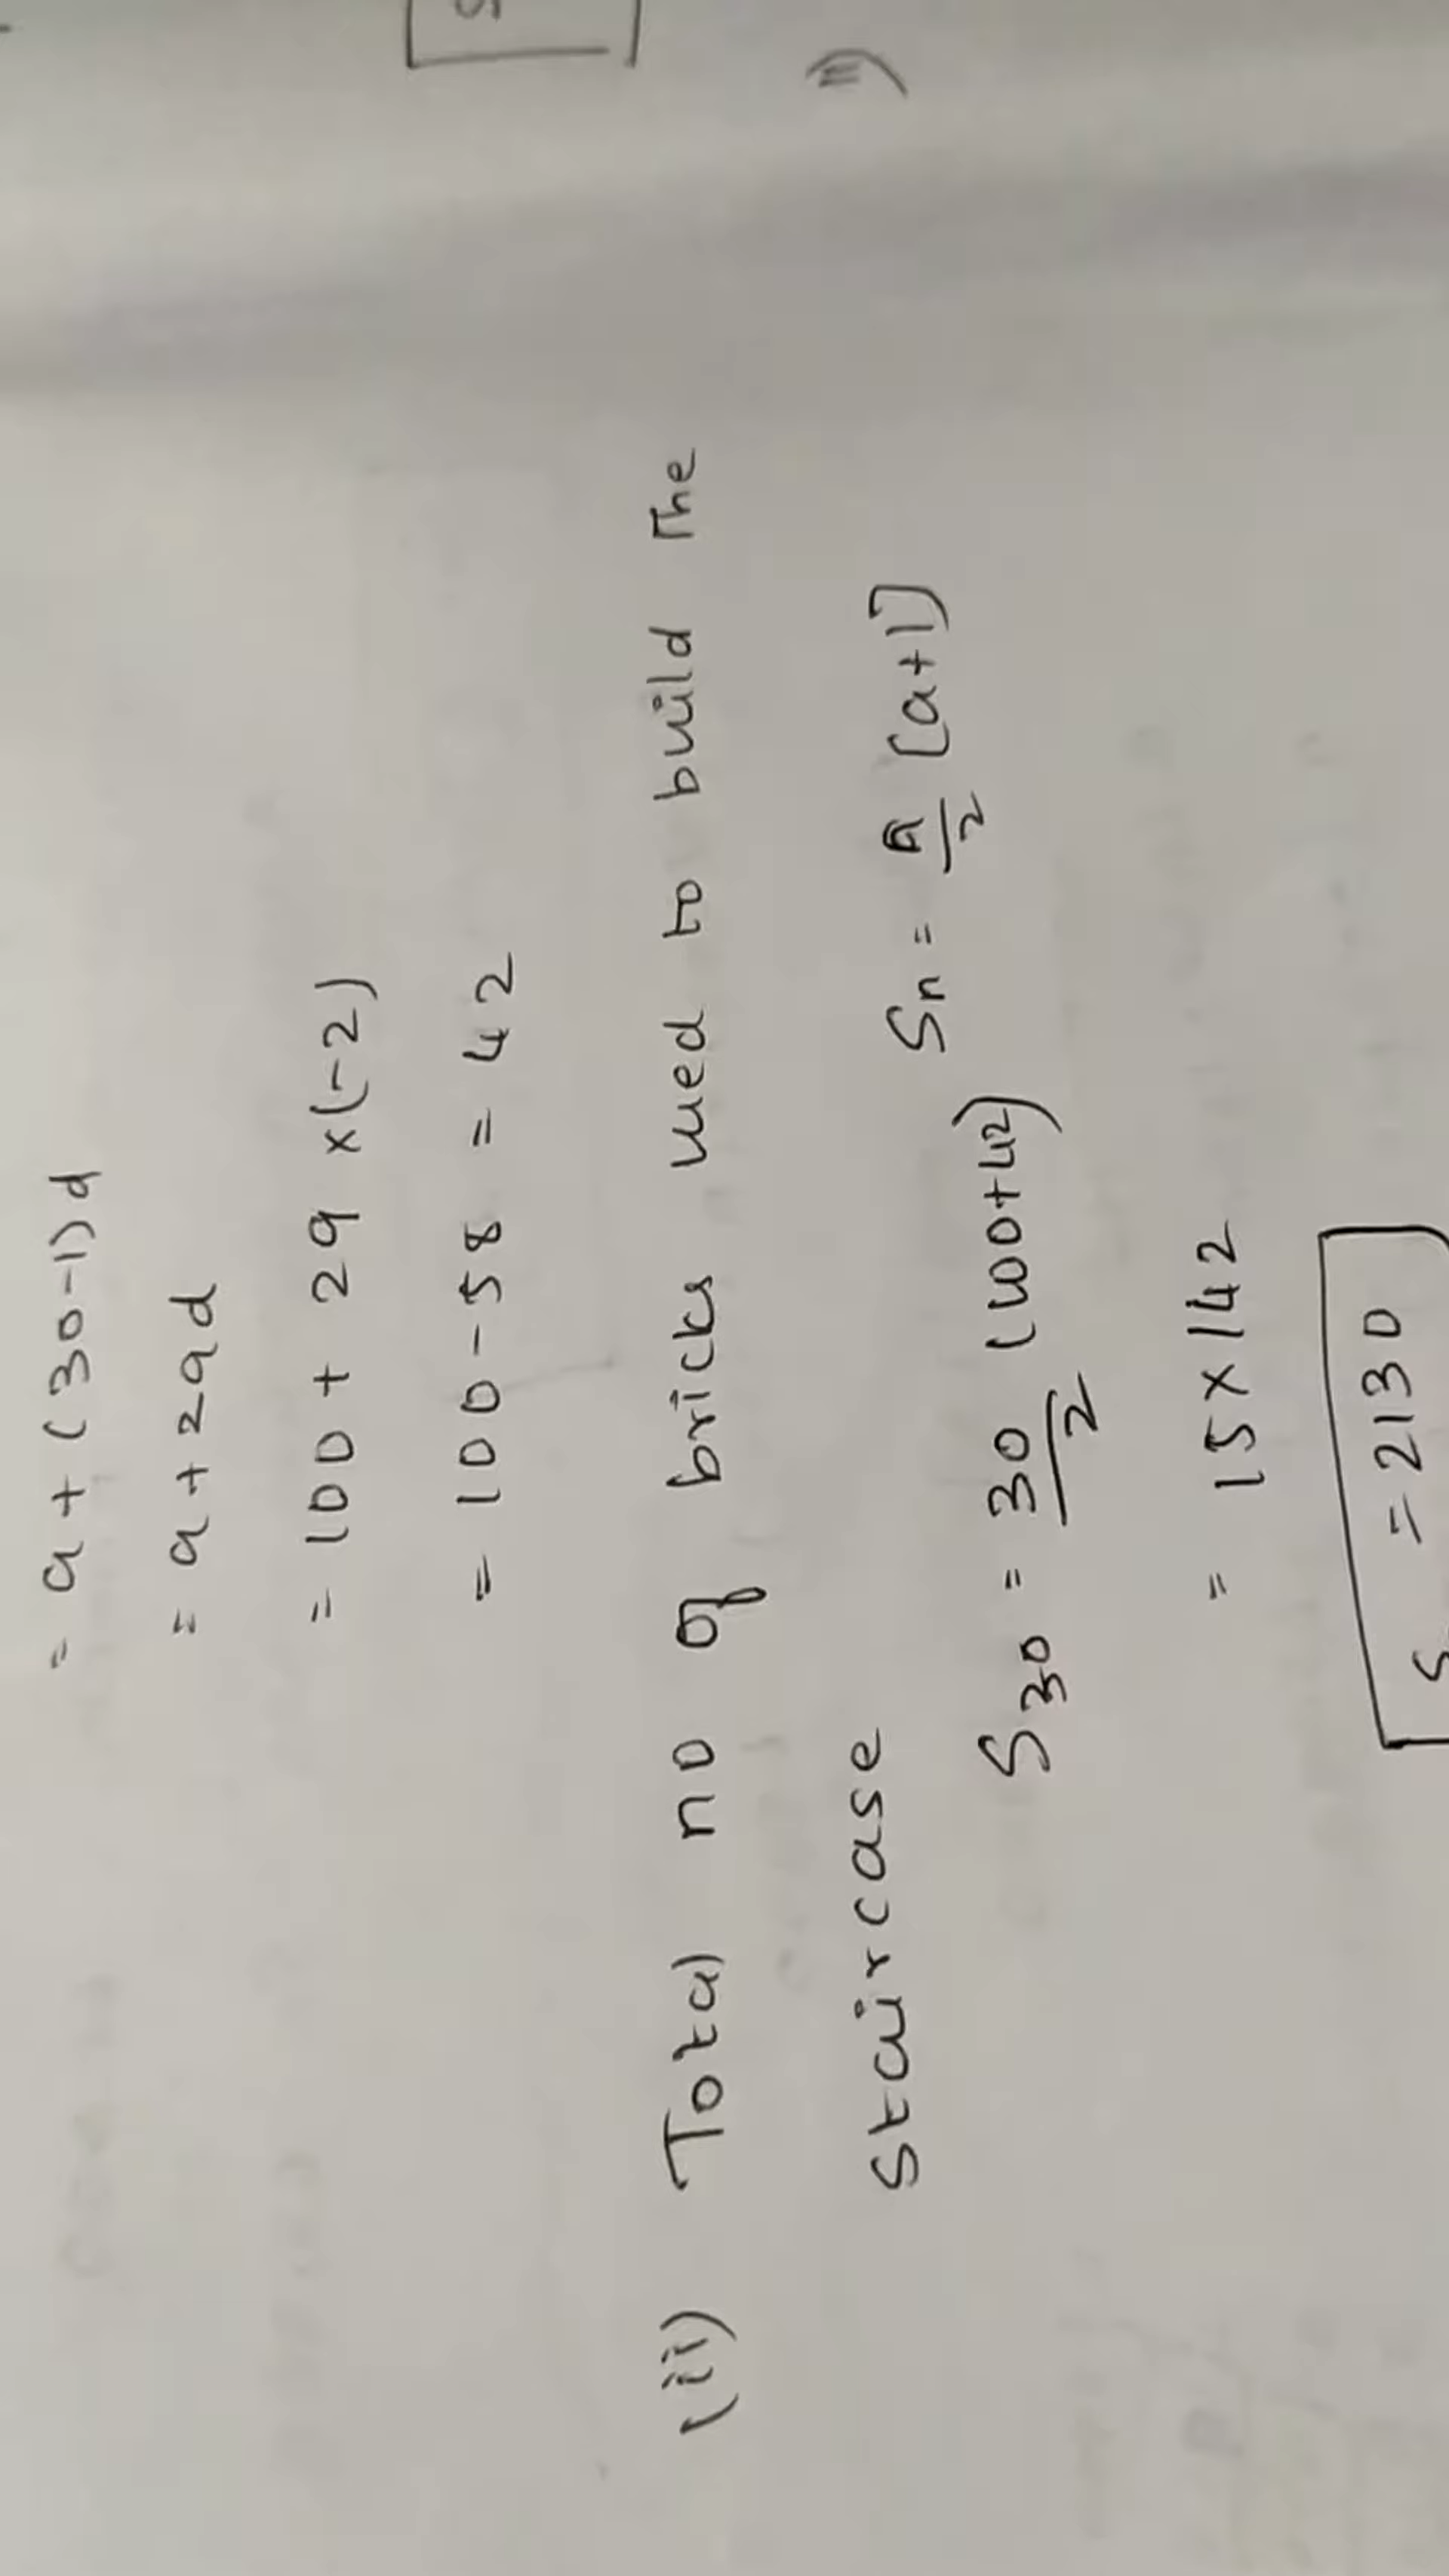 = a + (30-1)d
= a + 29d
= 100 + 29 x(-2)
= 100 - 58 = 42
(ii) Total no of bricks used to build The
Staircase
Sn = n/2 [a+l]
S30 = 30/2 (100+42)
= 15 x 142
= 2130
ii)